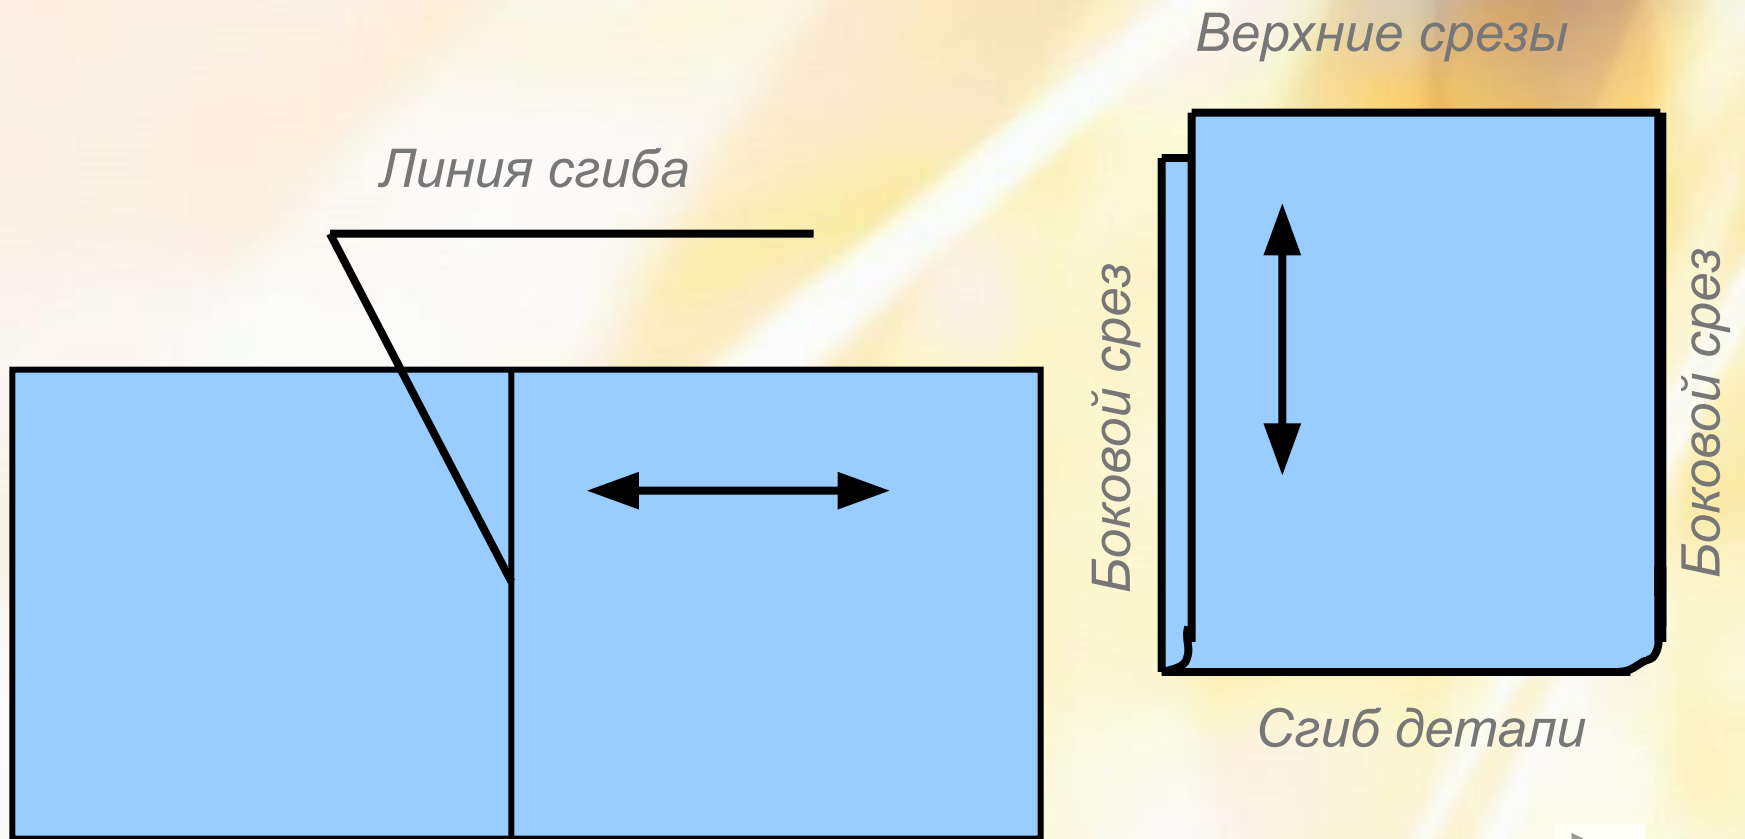 Верхние срезы
Линия сгиба
Боковой срез
Боковой срез
Сгиб детали